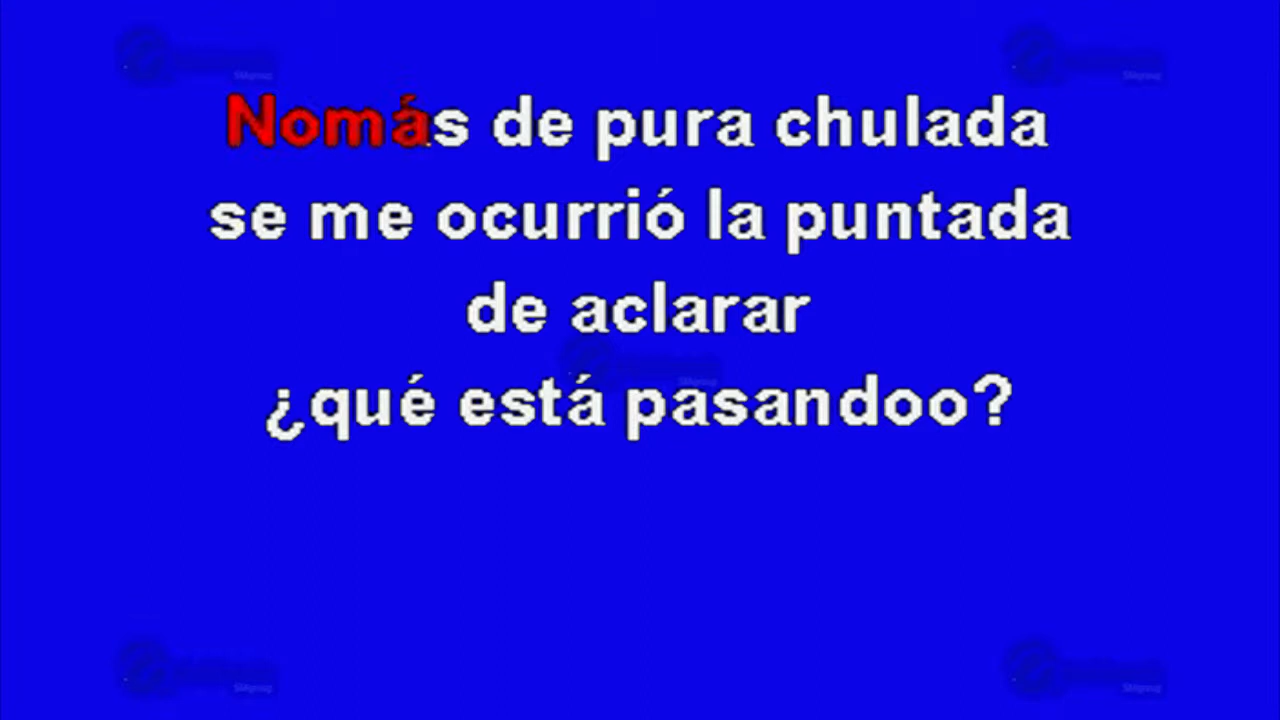 Nomás de pura chulada
se me ocurrió la puntada
de aclarar
¿qué está pasandoo?